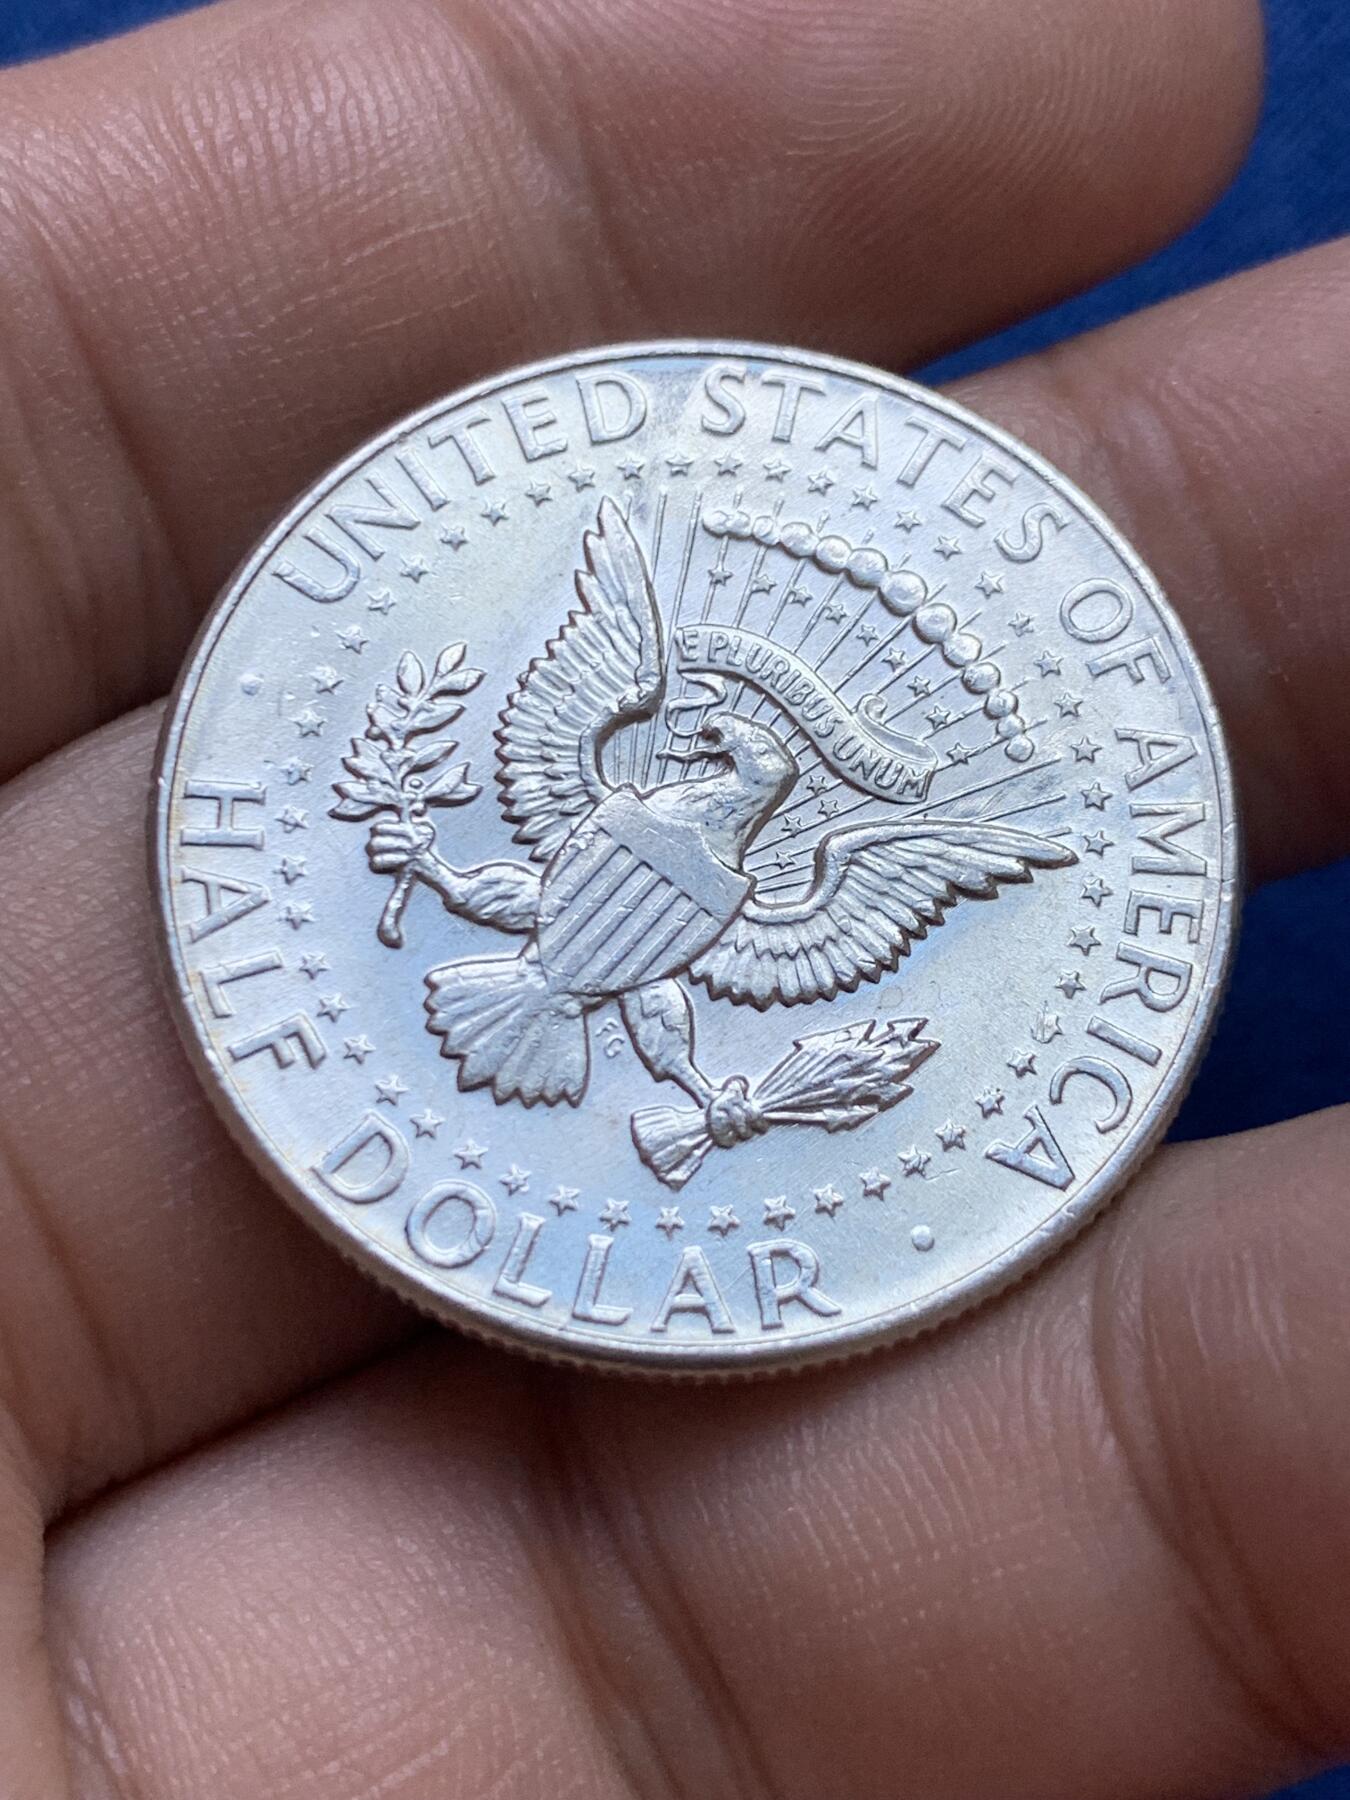 UNITED STATES OF AMERICA
E PLURIBUS UNUM
FG
HALF DOLLAR